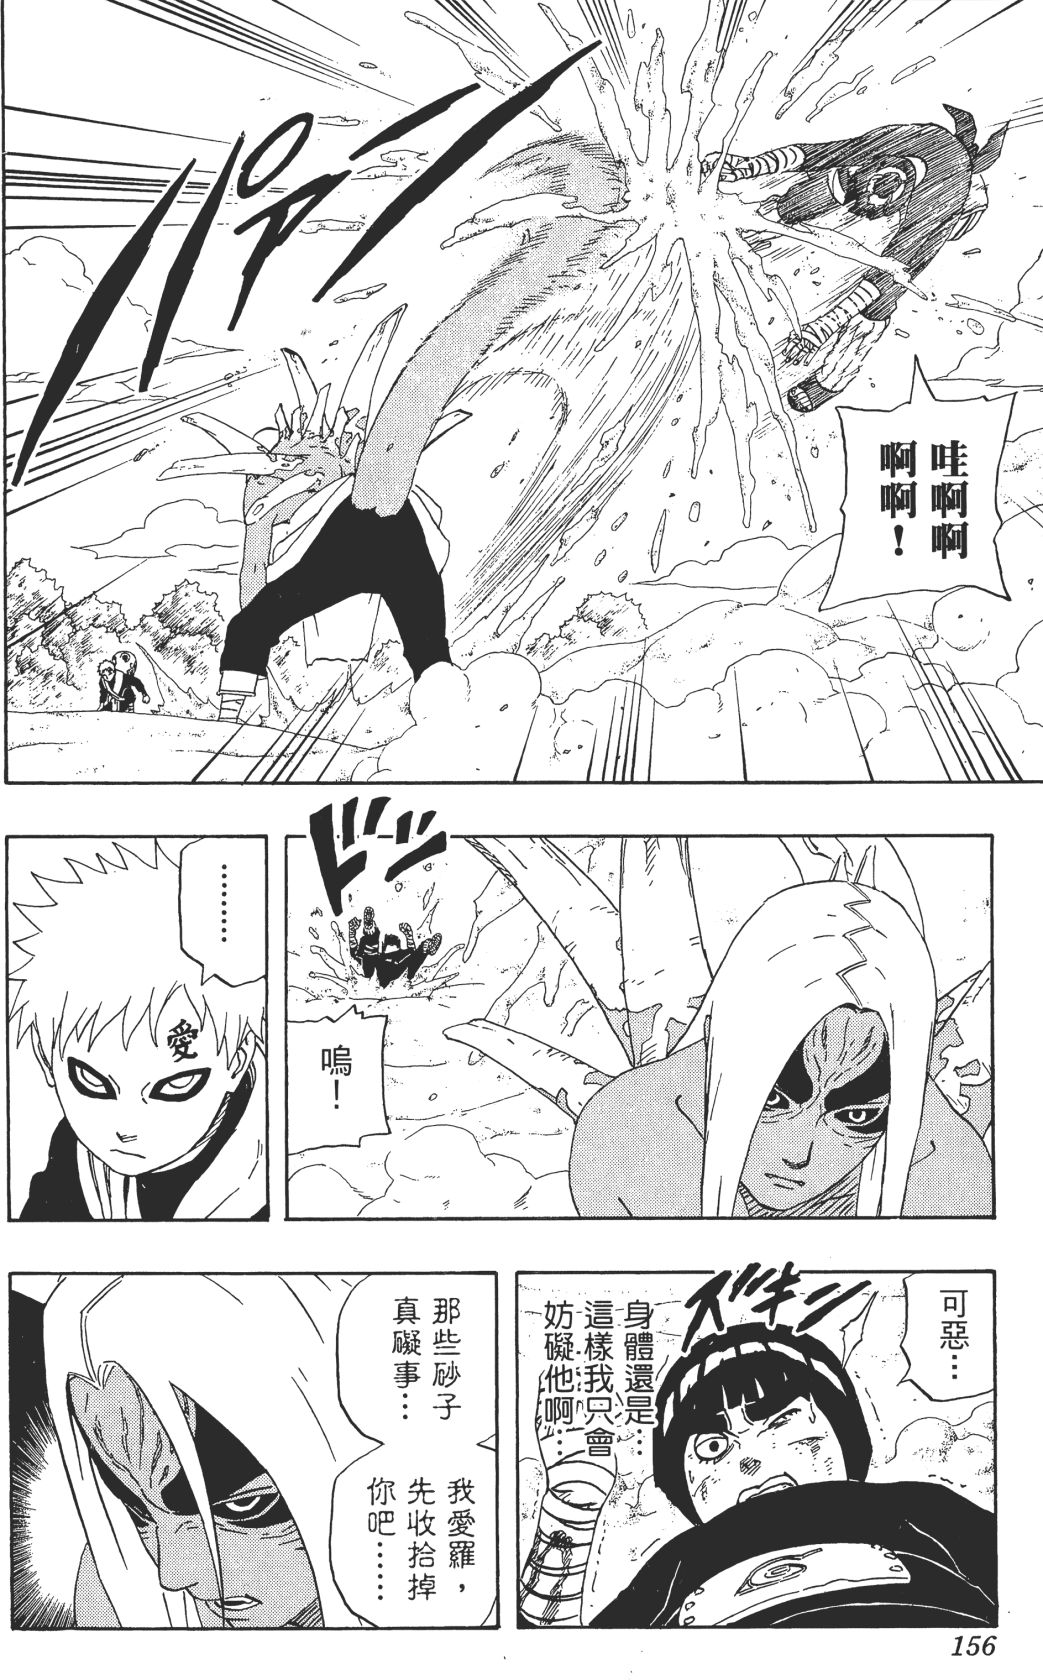 パァン
哇啊啊
啊啊！
ドドッ
嗚！
………
愛
可惡…
ズキン
身體還是…
這樣我只會
妨礙他啊…
那些砂子
真礙事…
我愛羅，
先收拾掉
你吧……
156